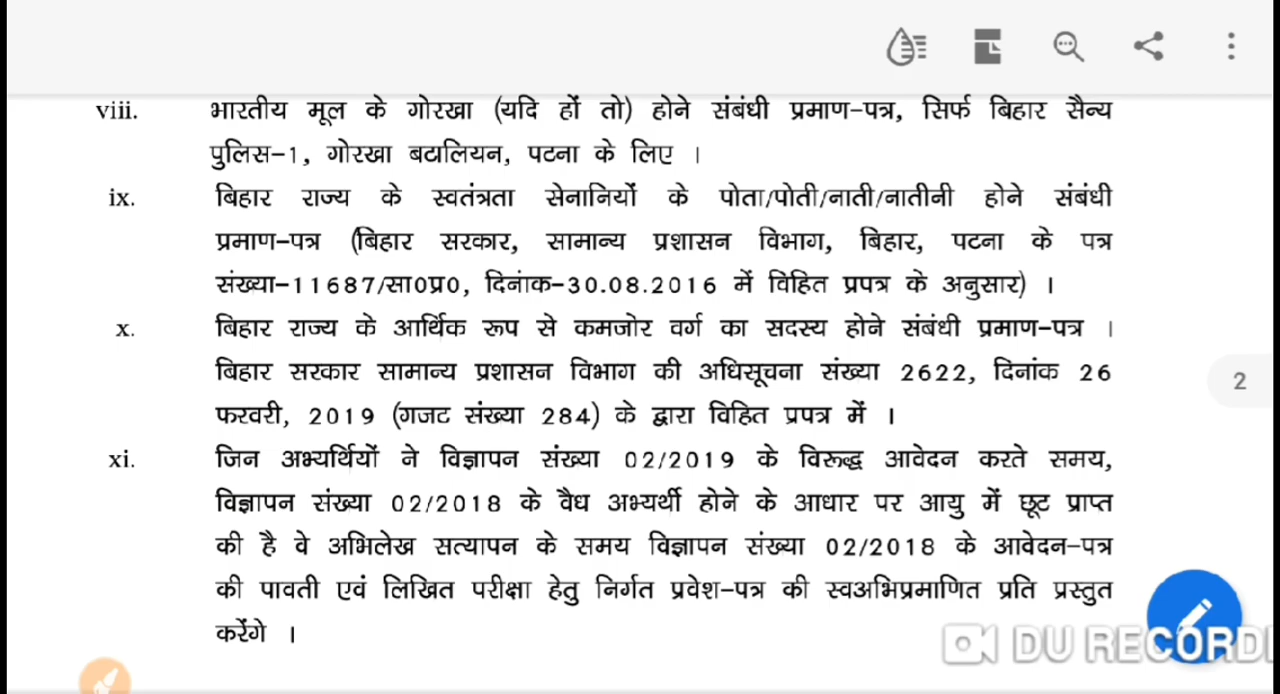 viii. भारतीय मूल के गोरखा (यदि हों तो) होने संबंधी प्रमाण-पत्र, सिर्फ बिहार सैन्य
पुलिस-1, गोरखा बटालियन, पटना के लिए ।
ix. बिहार राज्य के स्वतंत्रता सेनानियों के पोता/पोती/नाती/नातीनी होने संबंधी
प्रमाण-पत्र (बिहार सरकार, सामान्य प्रशासन विभाग, बिहार, पटना के पत्र
संख्या-11687/सा0प्र0, दिनांक-30.08.2016 में विहित प्रपत्र के अनुसार) ।
x. बिहार राज्य के आर्थिक रूप से कमजोर वर्ग का सदस्य होने संबंधी प्रमाण-पत्र ।
बिहार सरकार सामान्य प्रशासन विभाग की अधिसूचना संख्या 2622, दिनांक 26
फरवरी, 2019 (गजट संख्या 284) के द्वारा विहित प्रपत्र में ।
2
xi. जिन अभ्यर्थियों ने विज्ञापन संख्या 02/2019 के विरूद्ध आवेदन करते समय,
विज्ञापन संख्या 02/2018 के वैध अभ्यर्थी होने के आधार पर आयु में छूट प्राप्त
की है वे अभिलेख सत्यापन के समय विज्ञापन संख्या 02/2018 के आवेदन-पत्र
की पावती एवं लिखित परीक्षा हेतु निर्गत प्रवेश-पत्र की स्वअभिप्रमाणित प्रति प्रस्तुत
करेंगे ।
DU RECORD